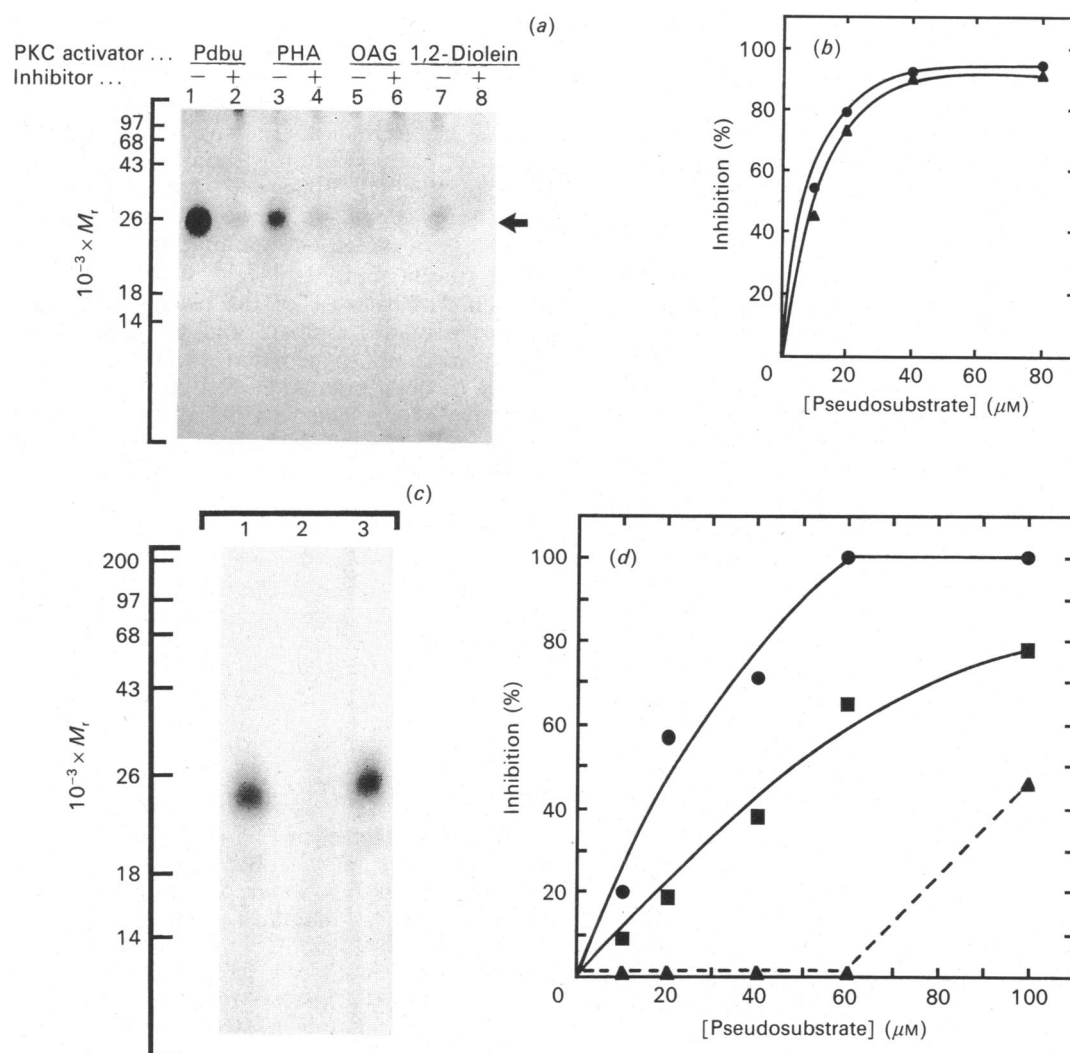 (a)
PKC activator ... Pdbu PHA OAG 1,2-Diolein
Inhibitor ... − + − + − + − +
1 2 3 4 5 6 7 8
97
68
43
26
18
14
10⁻³ × Mᵣ
(b)
100
80
60
40
20
0
Inhibition (%)
0 20 40 60 80
[Pseudosubstrate] (μM)
(c)
1 2 3
200
97
68
43
26
18
14
10⁻³ × Mᵣ
(d)
100
80
60
40
20
Inhibition (%)
0 20 40 60 80 100
[Pseudosubstrate] (μM)